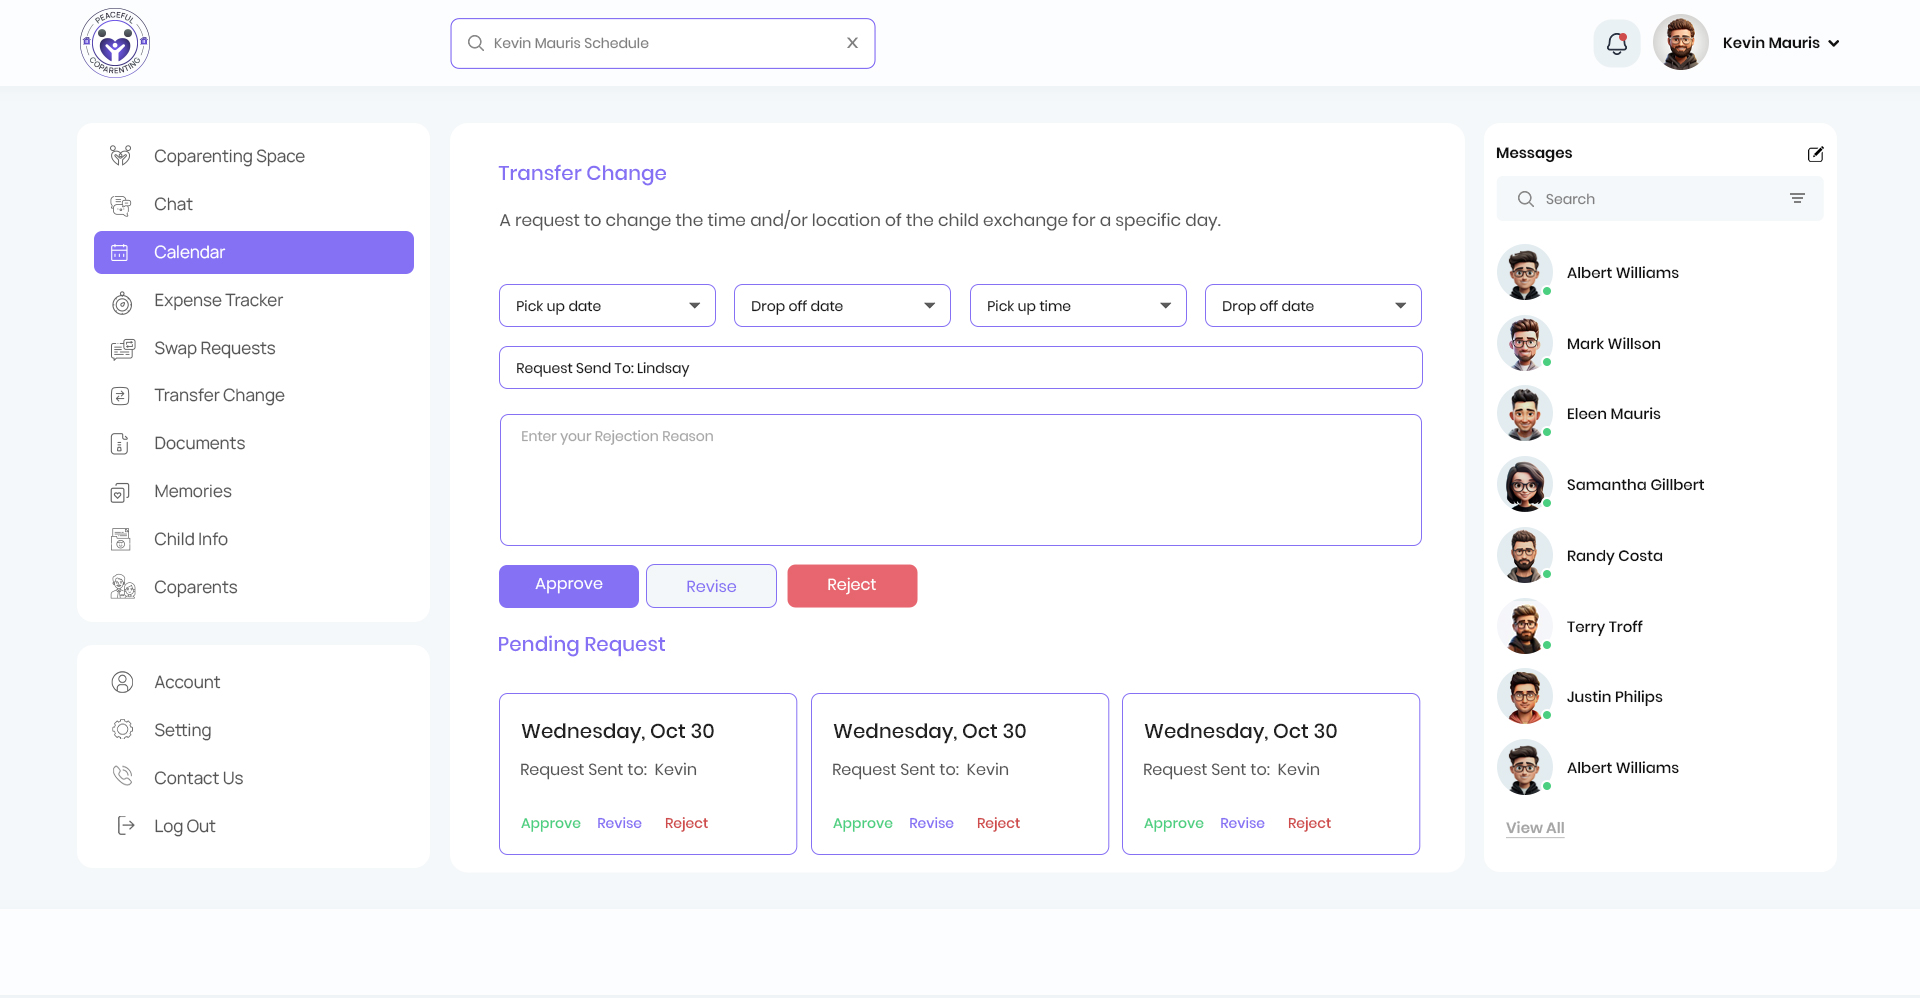 PEACEFUL
COPARENTING
Kevin Mauris Schedule
X
Kevin Mauris
Coparenting Space
Chat
Calendar
Expense Tracker
Swap Requests
Transfer Change
Documents
Memories
Child Info
Coparents
Account
Setting
Contact Us
Log Out
Transfer Change
A request to change the time and/or location of the child exchange for a specific day.
Pick up date
Drop off date
Pick up time
Drop off date
Request Send To: Lindsay
Enter your Rejection Reason
Approve
Revise
Reject
Pending Request
Wednesday, Oct 30
Request Sent to: Kevin
Approve Revise Reject
Wednesday, Oct 30
Request Sent to: Kevin
Approve Revise Reject
Wednesday, Oct 30
Request Sent to: Kevin
Approve Revise Reject
Messages
Search
Albert Williams
Mark Willson
Eleen Mauris
Samantha Gillbert
Randy Costa
Terry Troff
Justin Philips
Albert Williams
View All